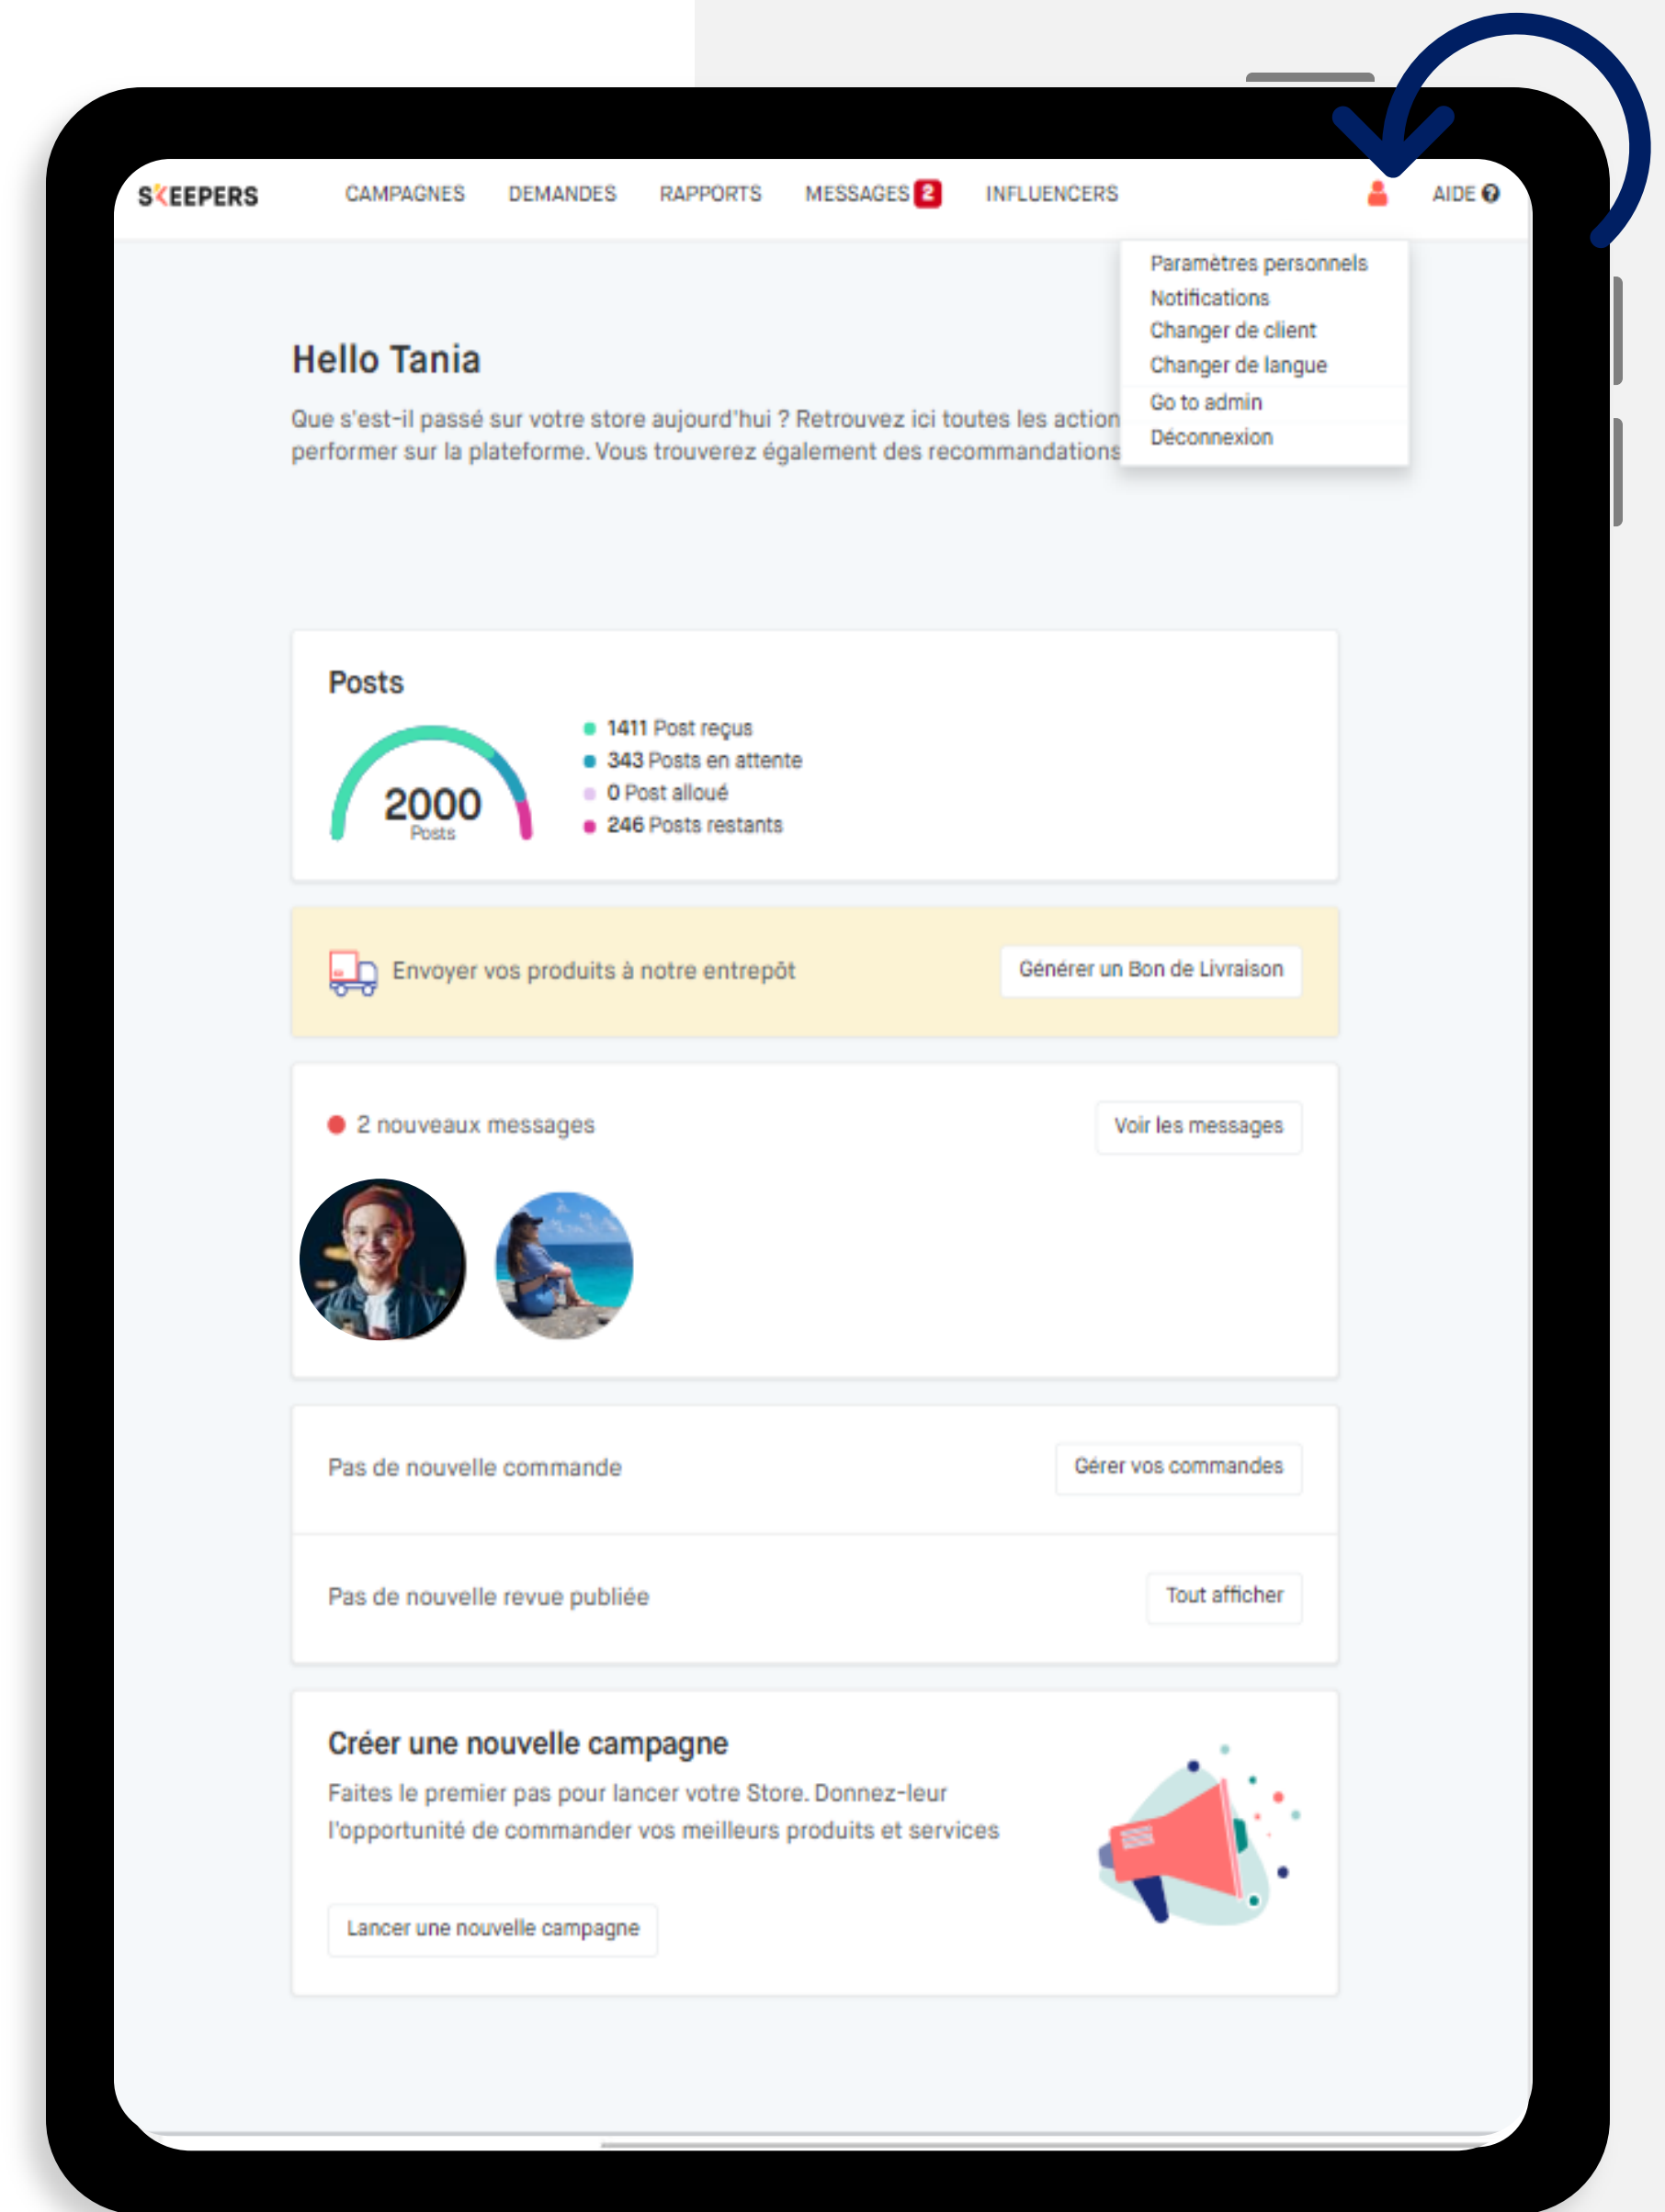 SKEEPERS CAMPAGNES DEMANDES RAPPORTS MESSAGES 2 INFLUENCERS AIDE ?
Paramètres personnels
Notifications
Changer de client
Changer de langue
Go to admin
Déconnexion
Hello Tania
Que s'est-il passé sur votre store aujourd'hui ? Retrouvez ici toutes les action
performer sur la plateforme. Vous trouverez également des recommandations
Posts
2000
Posts
1411 Post reçus
343 Posts en attente
0 Post alloué
246 Posts restants
Envoyer vos produits à notre entrepôt Générer un Bon de Livraison
2 nouveaux messages Voir les messages
Pas de nouvelle commande Gérer vos commandes
Pas de nouvelle revue publiée Tout afficher
Créer une nouvelle campagne
Faites le premier pas pour lancer votre Store. Donnez-leur
l'opportunité de commander vos meilleurs produits et services
Lancer une nouvelle campagne